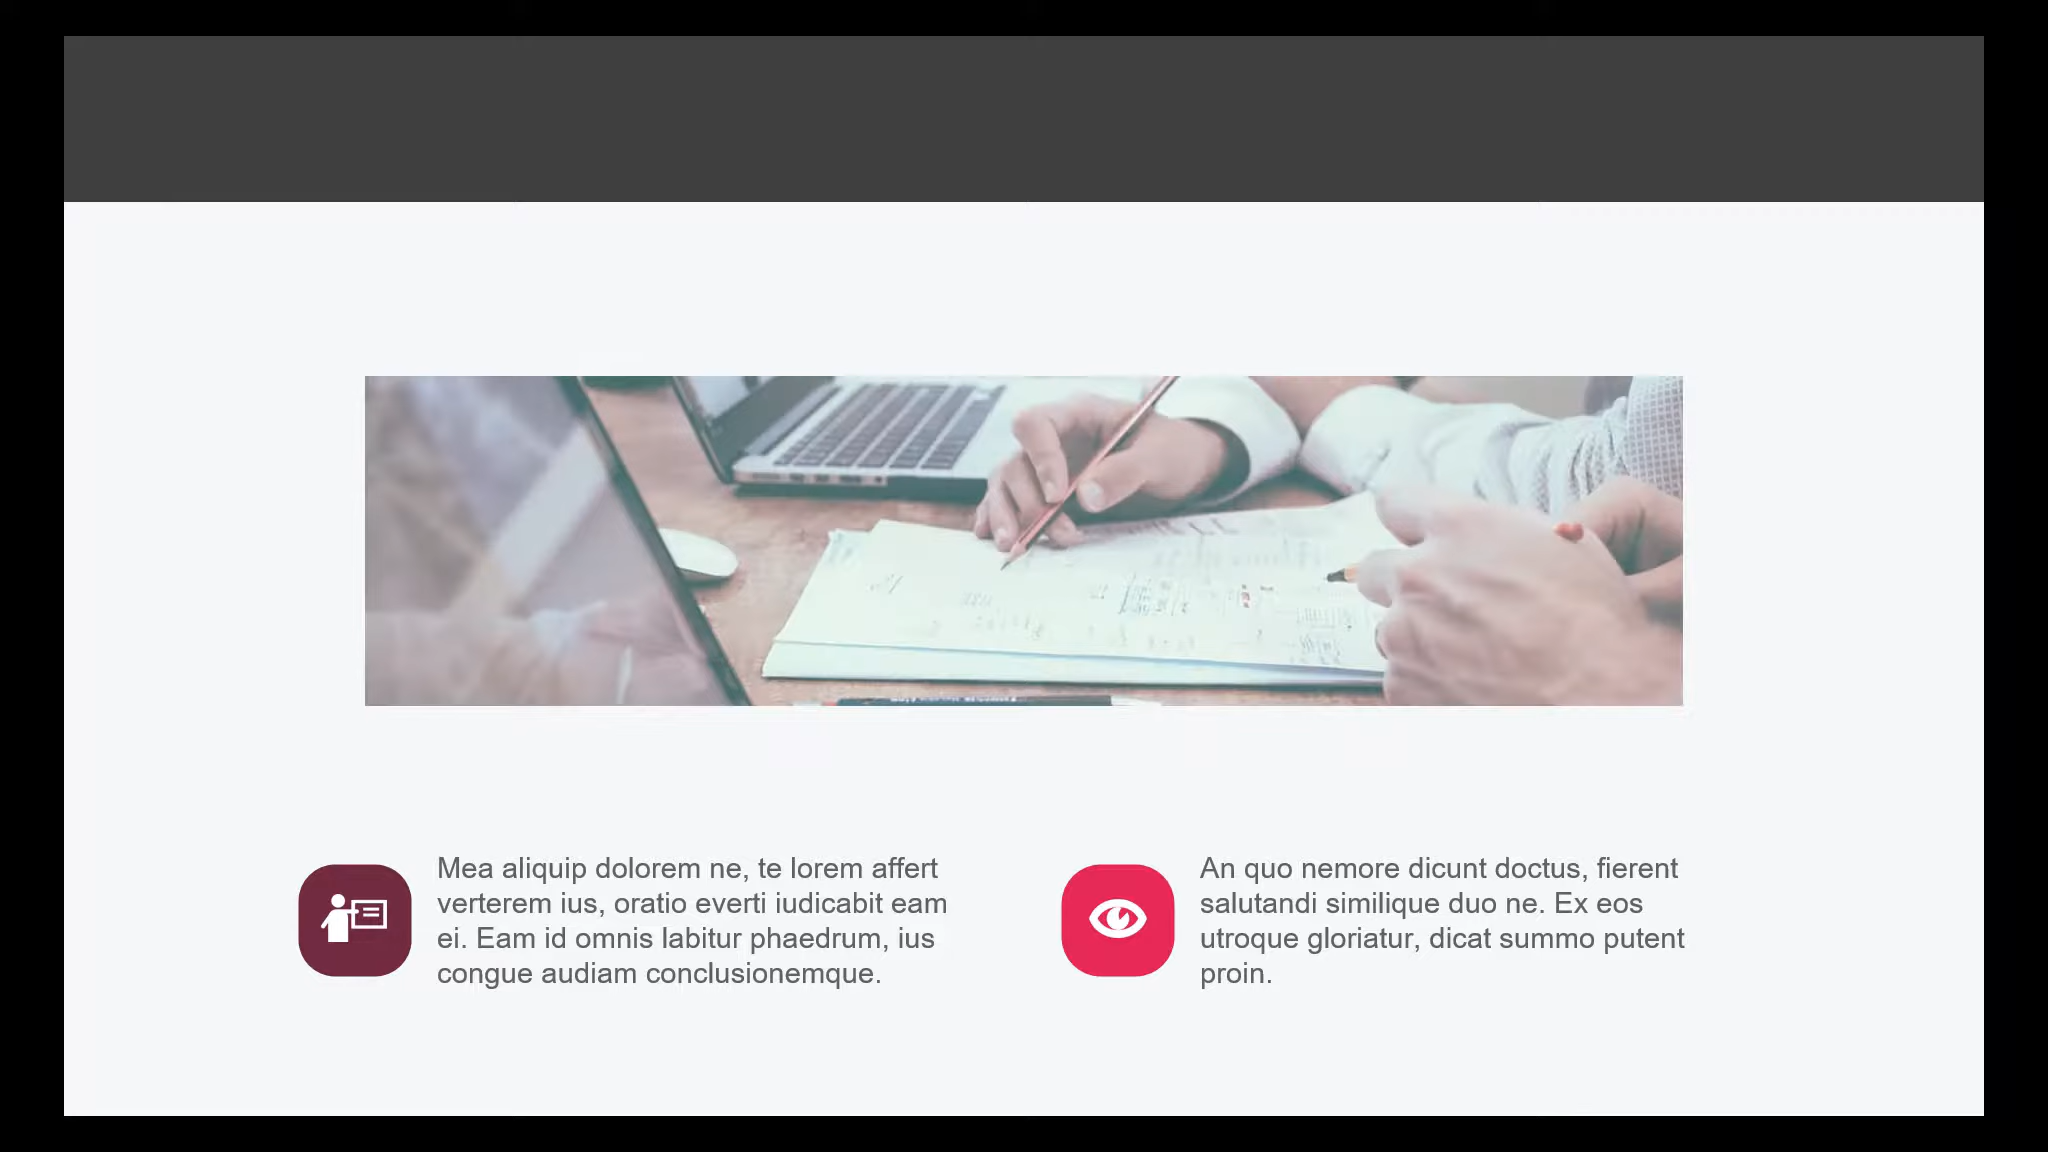 Mea aliquip dolorem ne, te lorem affert
verterem ius, oratio everti iudicabit eam
ei. Eam id omnis labitur phaedrum, ius
congue audiam conclusionemque.
An quo nemore dicunt doctus, fierent
salutandi similique duo ne. Ex eos
utroque gloriatur, dicat summo putent
proin.